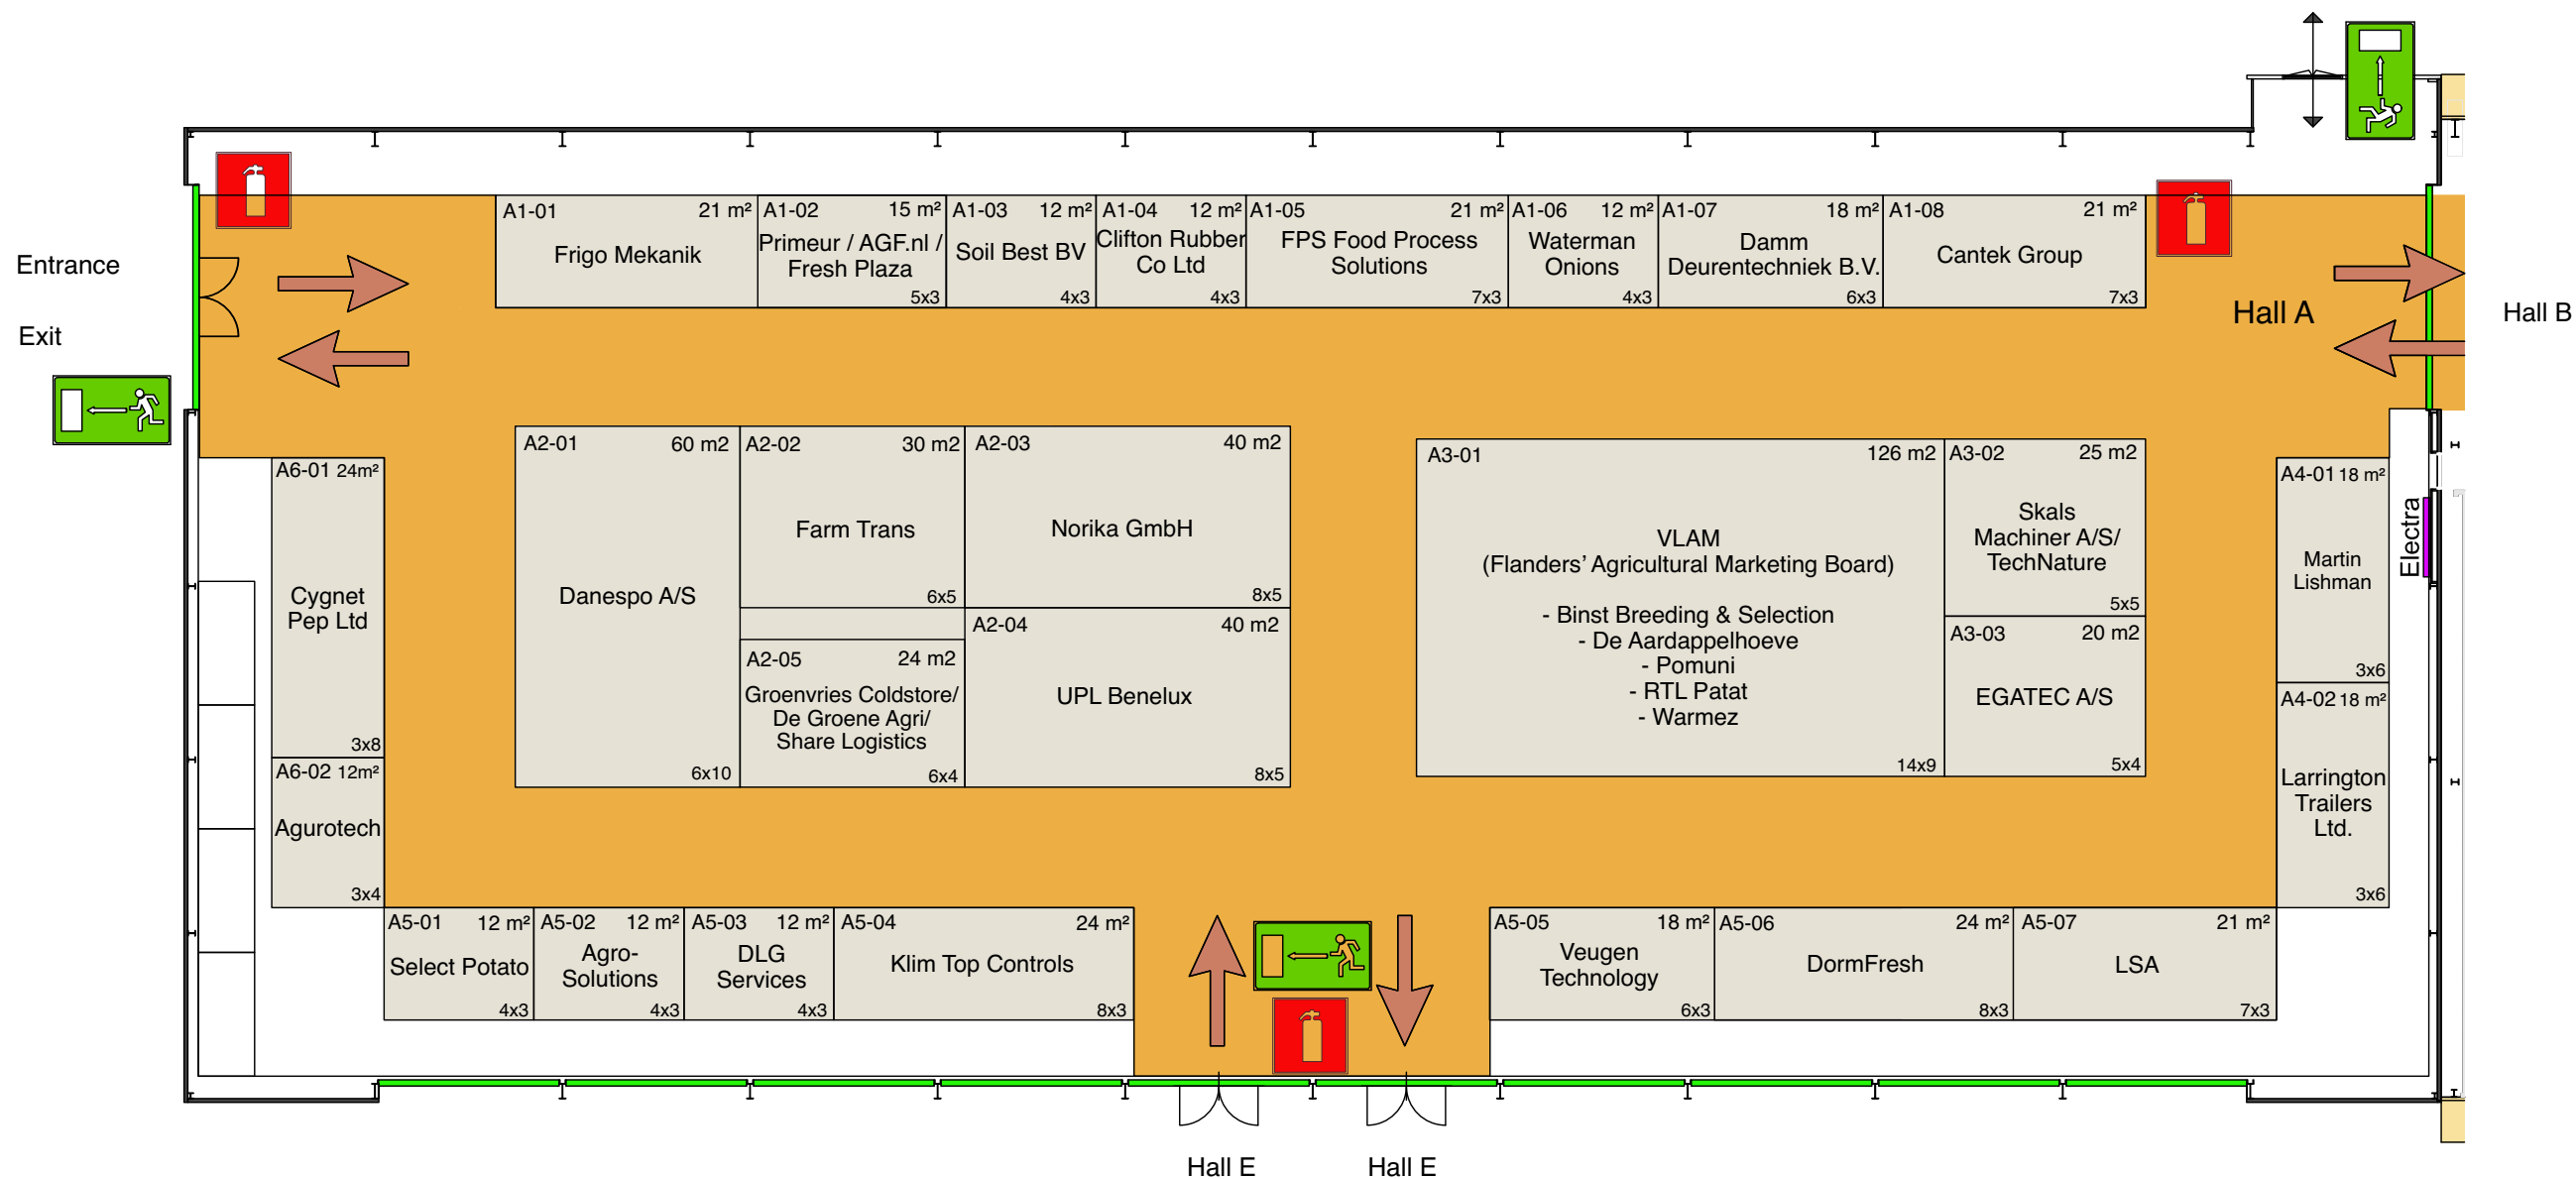 Entrance
Exit
A1-01 21 m²
Frigo Mekanik
A1-02 15 m²
Primeur / AGF.nl /
Fresh Plaza
5x3
A1-03 12 m²
Soil Best BV
4x3
A1-04 12 m²
Clifton Rubber
Co Ltd
4x3
A1-05 21 m²
FPS Food Process
Solutions
7x3
A1-06 12 m²
Waterman
Onions
4x3
A1-07 18 m²
Damm
Deurentechniek B.V.
6x3
A1-08 21 m²
Cantek Group
7x3
Hall A
Hall B
A6-01 24m²
Cygnet
Pep Ltd
3x8
A6-02 12m²
Agurotech
3x4
A2-01 60 m2
Danespo A/S
6x10
A2-02 30 m2
Farm Trans
6x5
A2-03 40 m2
Norika GmbH
8x5
A2-04 40 m2
UPL Benelux
8x5
A2-05 24 m2
Groenvries Coldstore/
De Groene Agri/
Share Logistics
6x4
A3-01 126 m2
VLAM
(Flanders’ Agricultural Marketing Board)
- Binst Breeding & Selection
- De Aardappelhoeve
- Pomuni
- RTL Patat
- Warmez
14x9
A3-02 25 m2
Skals
Machiner A/S/
TechNature
5x5
A3-03 20 m2
EGATEC A/S
5x4
A4-01 18 m²
Martin
Lishman
3x6
A4-02 18 m²
Larrington
Trailers
Ltd.
3x6
Electra
A5-01 12 m²
Select Potato
4x3
A5-02 12 m²
Agro-
Solutions
4x3
A5-03 12 m²
DLG
Services
4x3
A5-04 24 m²
Klim Top Controls
8x3
A5-05 18 m²
Veugen
Technology
6x3
A5-06 24 m²
DormFresh
8x3
A5-07 21 m²
LSA
7x3
Hall E
Hall E